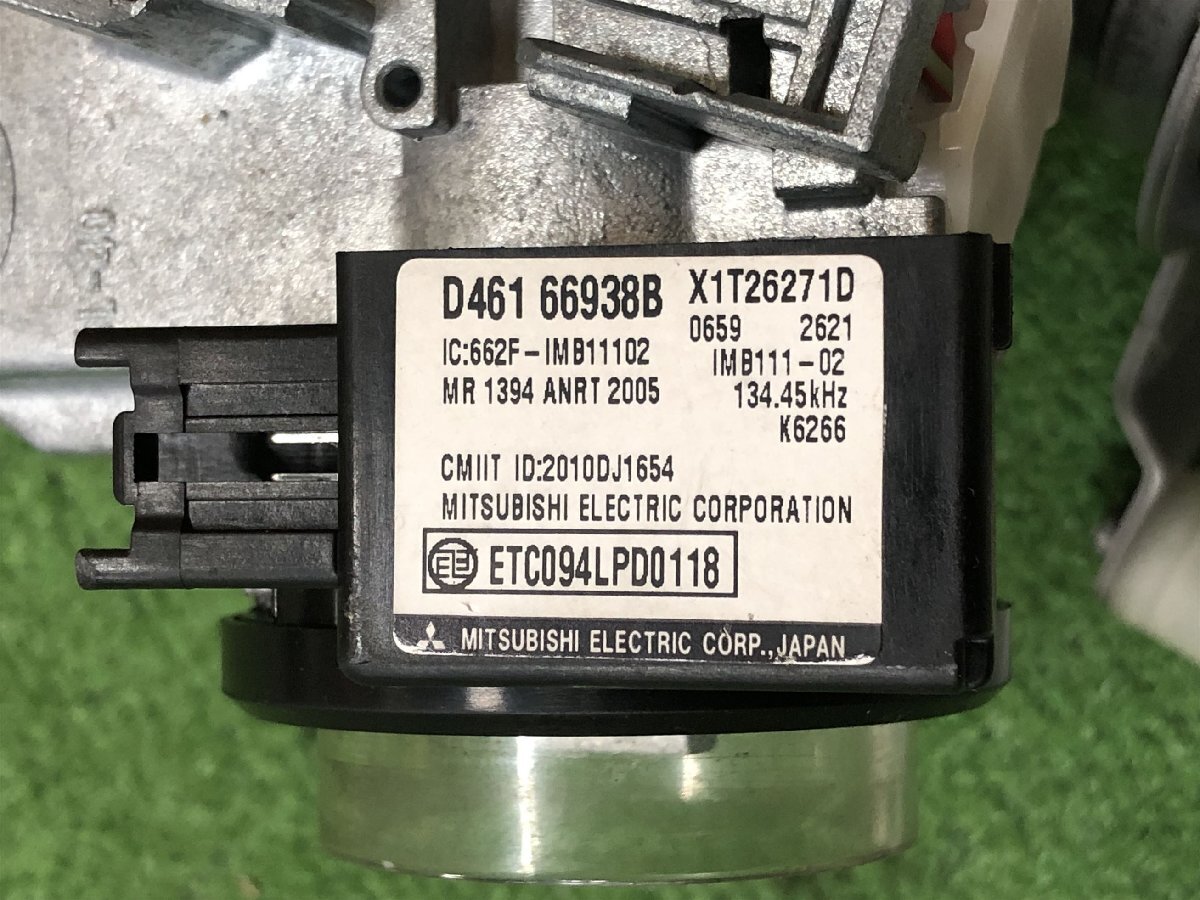 D461 66938B X1T26271D
0659 2621
IC:662F-IMB11102 IMB111-02
MR 1394 ANRT 2005 134.45kHz
K6266
CMIIT ID:2010DJ1654
MITSUBISHI ELECTRIC CORPORATION
ETC094LPD0118
MITSUBISHI ELECTRIC CORP.,JAPAN